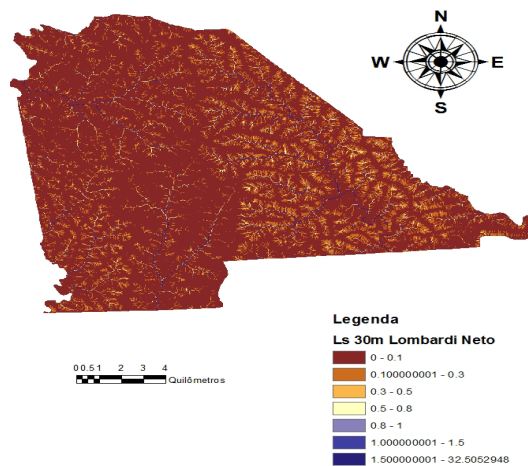 N
W E
S
Legenda
Ls 30m Lombardi Neto
0 - 0.1
0.100000001 - 0.3
0.3 - 0.5
0.5 - 0.8
0.8 - 1
1.000000001 - 1.5
1.500000001 - 32.5052948
0 0.5 1 2 3 4
Quilômetros